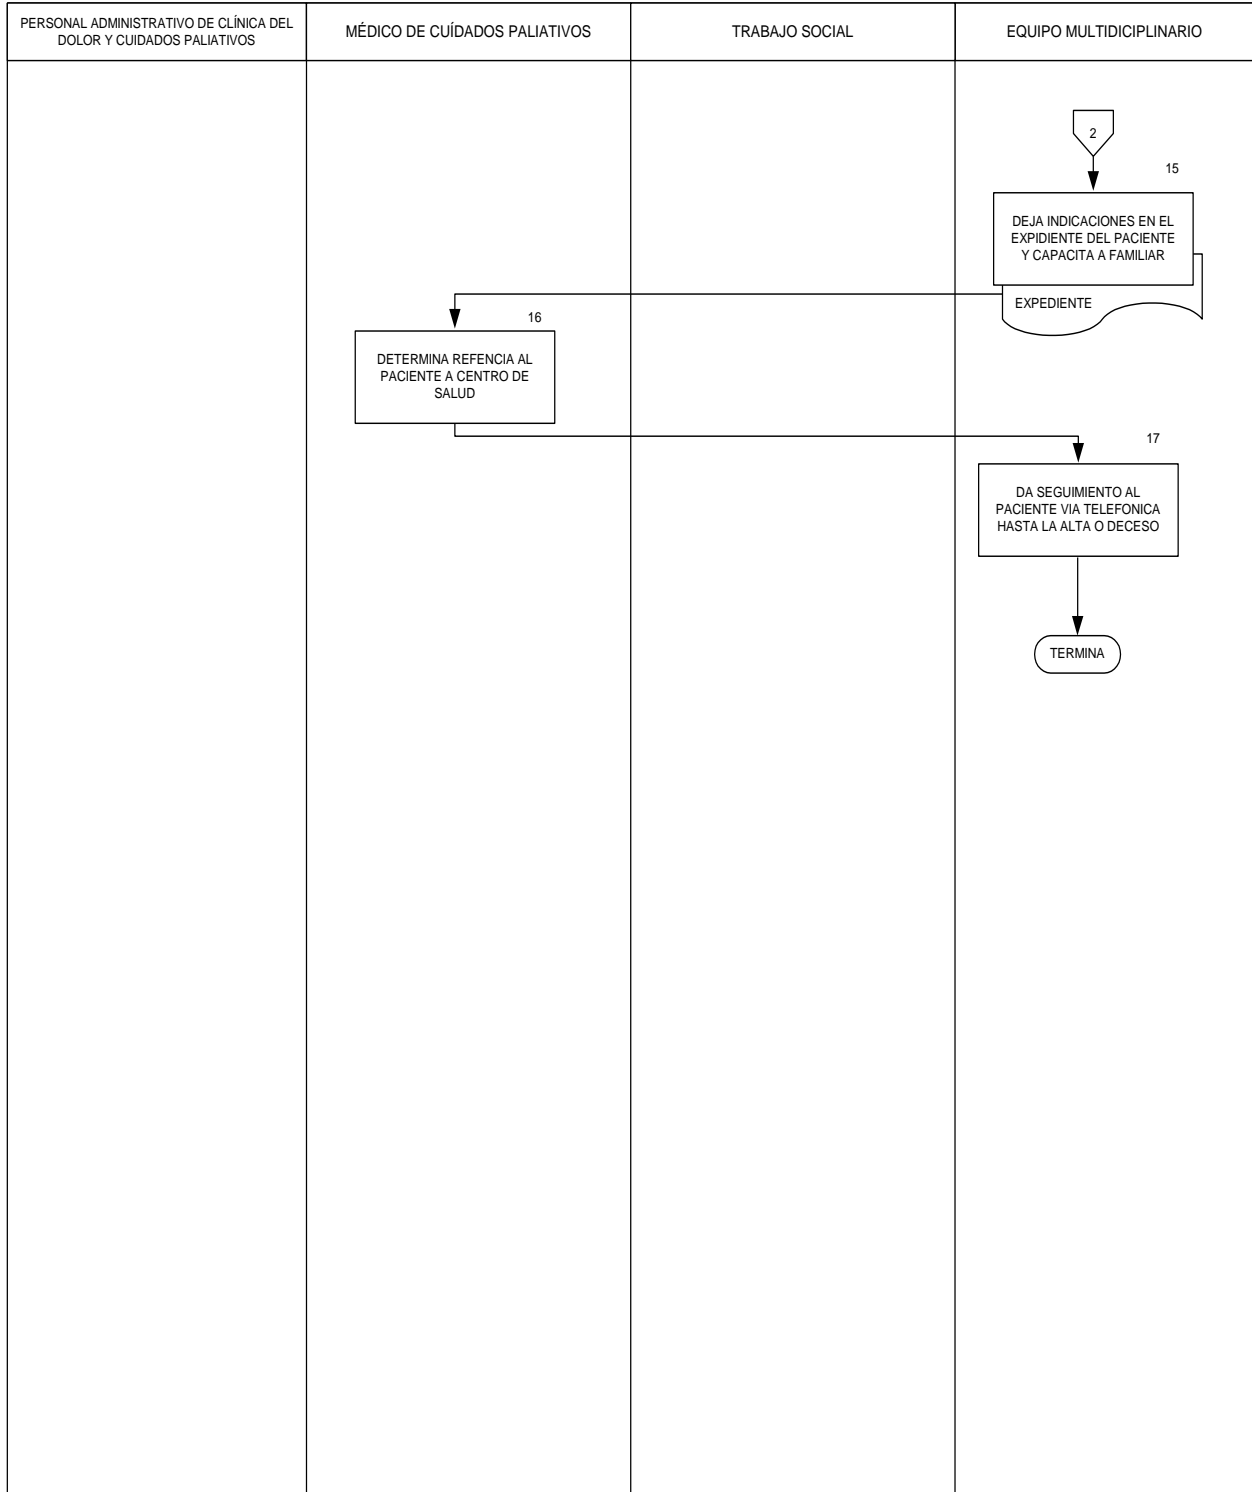 PERSONAL ADMINISTRATIVO DE CLÍNICA DEL
DOLOR Y CUIDADOS PALIATIVOS
MÉDICO DE CUÍDADOS PALIATIVOS
TRABAJO SOCIAL
EQUIPO MULTIDICIPLINARIO
2
15
DEJA INDICACIONES EN EL
EXPIDIENTE DEL PACIENTE
Y CAPACITA A FAMILIAR
EXPEDIENTE
16
DETERMINA REFENCIA AL
PACIENTE A CENTRO DE
SALUD
17
DA SEGUIMIENTO AL
PACIENTE VIA TELEFONICA
HASTA LA ALTA O DECESO
TERMINA